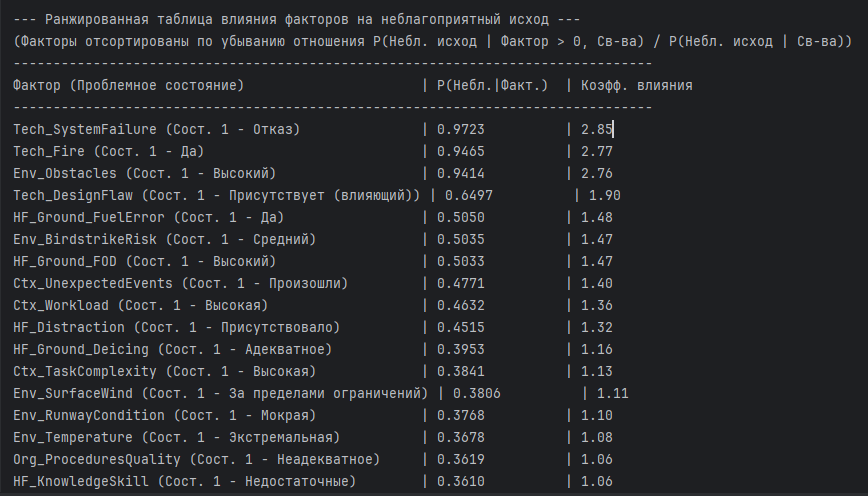 --- Ранжированная таблица влияния факторов на неблагоприятный исход ---
(Факторы отсортированы по убыванию отношения P(Небл. исход | Фактор > 0, Св-ва) / P(Небл. исход | Св-ва))
--------------------------------------------------------------------------------
Фактор (Проблемное состояние) | P(Небл.|Факт.) | Коэфф. влияния
--------------------------------------------------------------------------------
Tech_SystemFailure (Сост. 1 - Отказ) | 0.9723 | 2.85
Tech_Fire (Сост. 1 - Да) | 0.9465 | 2.77
Env_Obstacles (Сост. 1 - Высокий) | 0.9414 | 2.76
Tech_DesignFlaw (Сост. 1 - Присутствует (влияющий)) | 0.6497 | 1.90
HF_Ground_FuelError (Сост. 1 - Да) | 0.5050 | 1.48
Env_BirdstrikeRisk (Сост. 1 - Средний) | 0.5035 | 1.47
HF_Ground_FOD (Сост. 1 - Высокий) | 0.5033 | 1.47
Ctx_UnexpectedEvents (Сост. 1 - Произошли) | 0.4771 | 1.40
Ctx_Workload (Сост. 1 - Высокая) | 0.4632 | 1.36
HF_Distraction (Сост. 1 - Присутствовало) | 0.4515 | 1.32
HF_Ground_Deicing (Сост. 1 - Адекватное) | 0.3953 | 1.16
Ctx_TaskComplexity (Сост. 1 - Высокая) | 0.3841 | 1.13
Env_SurfaceWind (Сост. 1 - За пределами ограничений) | 0.3806 | 1.11
Env_RunwayCondition (Сост. 1 - Мокрая) | 0.3768 | 1.10
Env_Temperature (Сост. 1 - Экстремальная) | 0.3678 | 1.08
Org_ProceduresQuality (Сост. 1 - Неадекватное) | 0.3619 | 1.06
HF_KnowledgeSkill (Сост. 1 - Недостаточные) | 0.3610 | 1.06